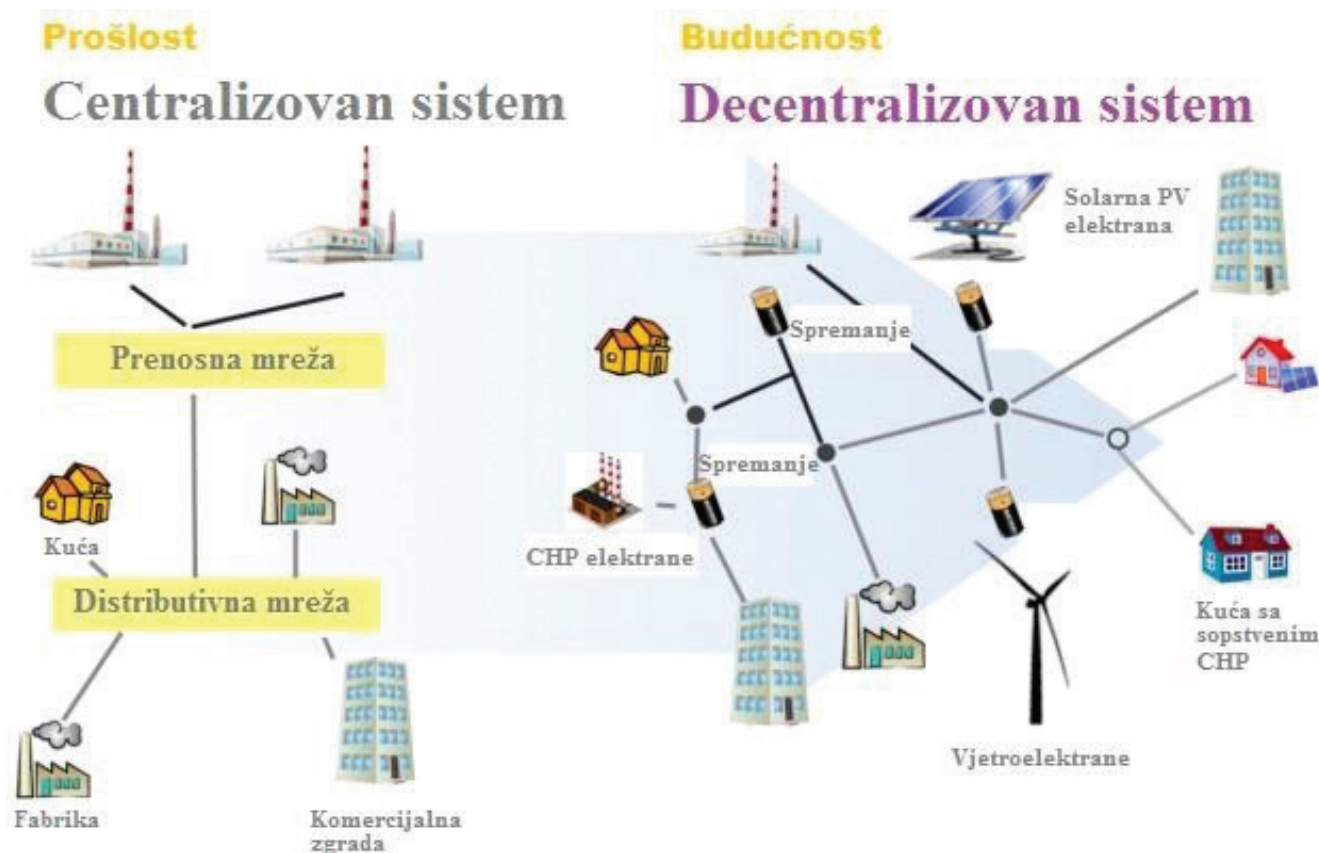 Prošlost
Centralizovan sistem
Prenosna mreža
Kuća
Distributivna mreža
Fabrika
Komercijalna
zgrada
Budućnost
Decentralizovan sistem
Solarna PV
elektrana
Spremanje
Spremanje
CHP elektrane
Kuća sa
sopstvenim
CHP
Vjetroelektrane